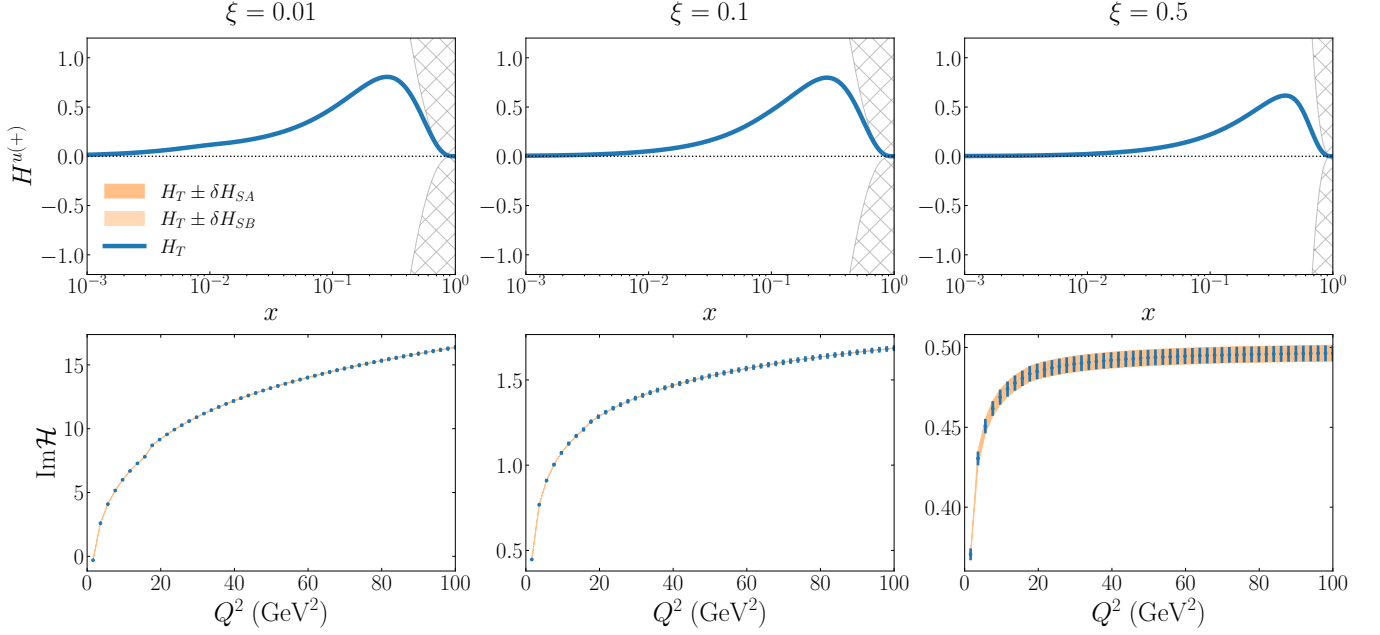 ξ = 0.01
ξ = 0.1
ξ = 0.5
H^{u(+)}
1.0
0.5
0.0
−0.5
−1.0
H_T ± δH_{SA}
H_T ± δH_{SB}
H_T
10^{−3} 10^{−2} 10^{−1} 10^0
x
1.0
0.5
0.0
−0.5
−1.0
10^{−3} 10^{−2} 10^{−1} 10^0
x
1.0
0.5
0.0
−0.5
−1.0
10^{−3} 10^{−2} 10^{−1} 10^0
x
Imℋ
15
10
5
0
0 20 40 60 80 100
Q^2 (GeV^2)
1.5
1.0
0.5
0 20 40 60 80 100
Q^2 (GeV^2)
0.50
0.45
0.40
0 20 40 60 80 100
Q^2 (GeV^2)